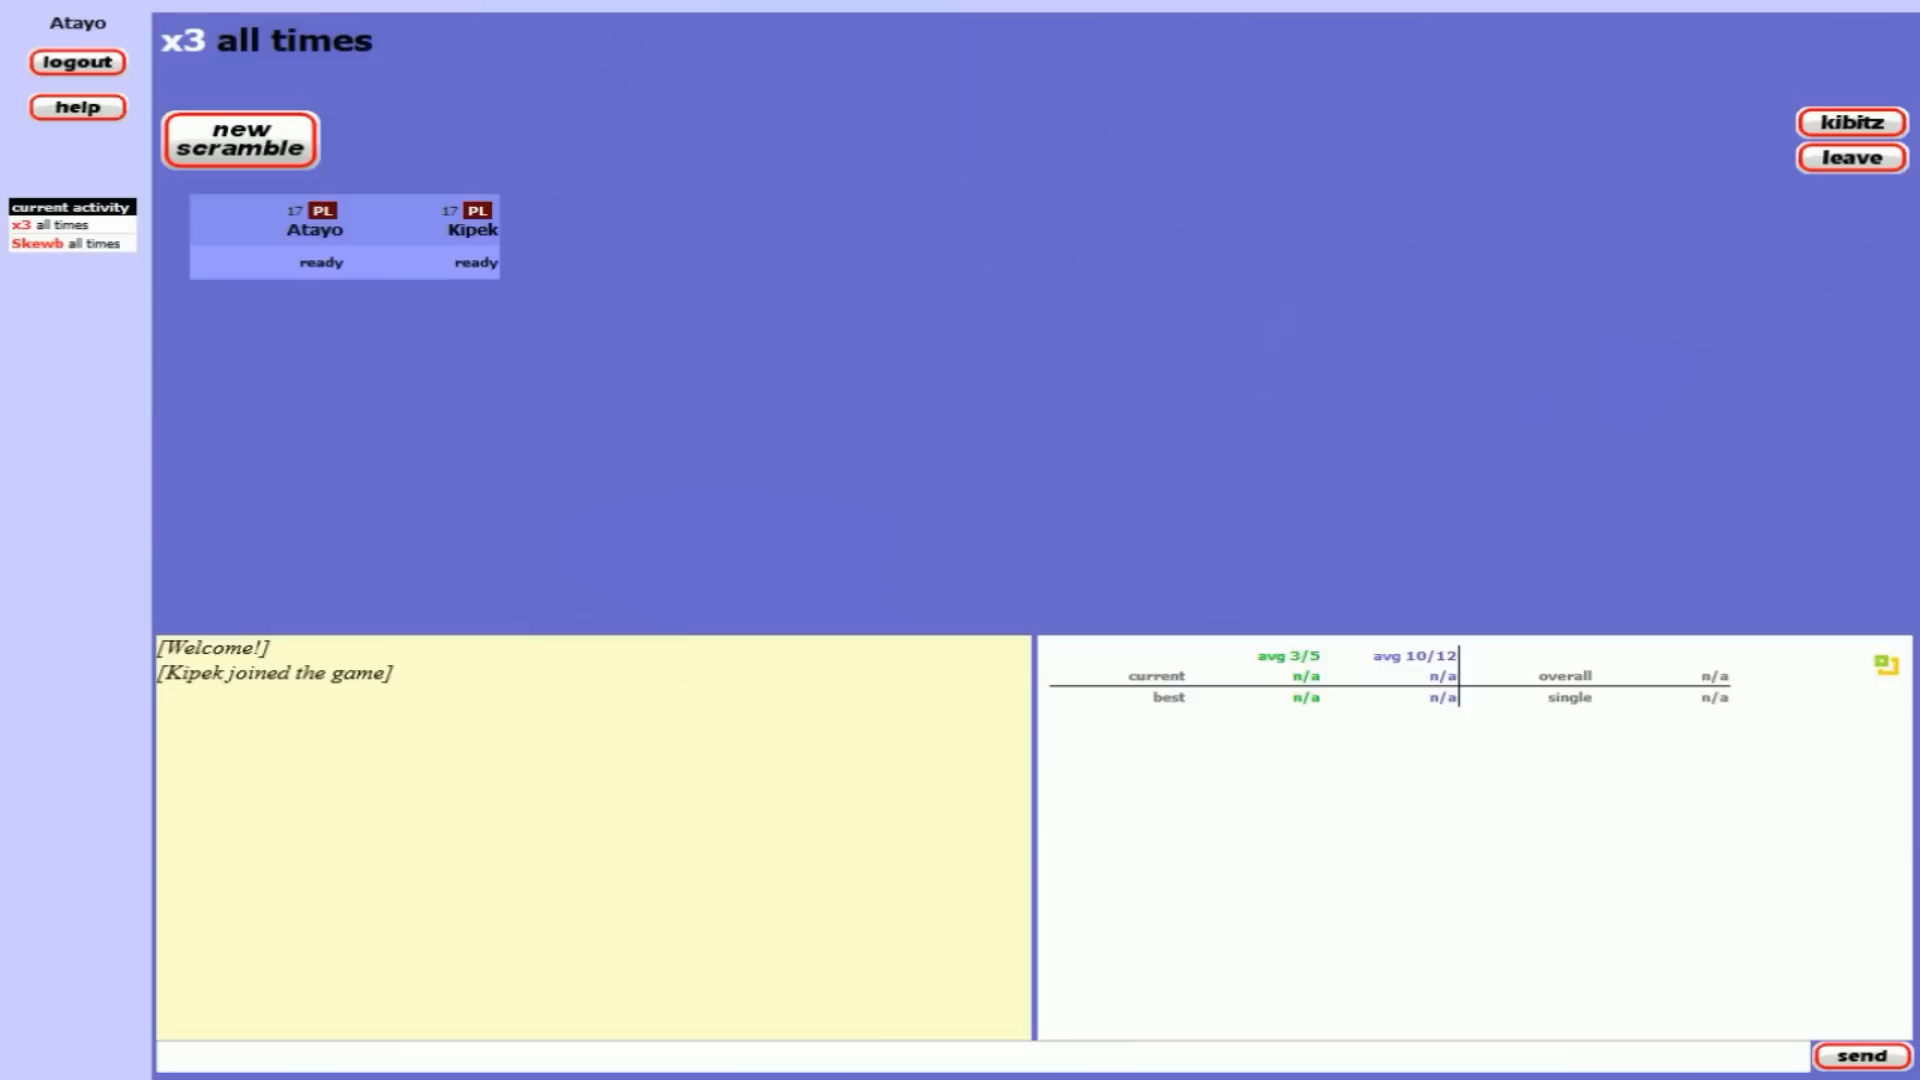 Atayo
logout
help
current activity
x3 all times
Skewb all times
x3 all times
new
scramble
kibitz
leave
17 PL 17 PL
Atayo Kipek
ready ready
[Welcome!]
[Kipek joined the game]
avg 3/5 avg 10/12
current n/a n/a overall n/a
best n/a n/a single n/a
send